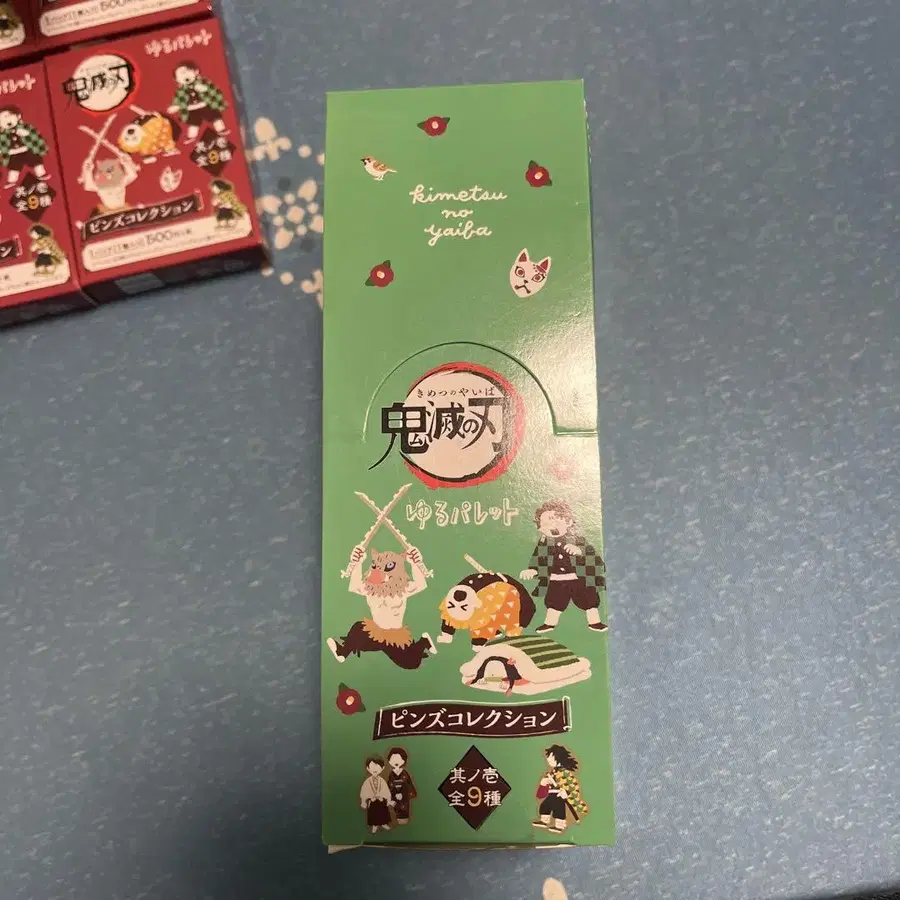 ゆるパレット
鬼滅の刃
其ノ壱
全9種
ピンズコレクション
kimetsu
no
yaiba
きめつのやいば
鬼滅の刃
ゆるパレット
ピンズコレクション
其ノ壱
全9種